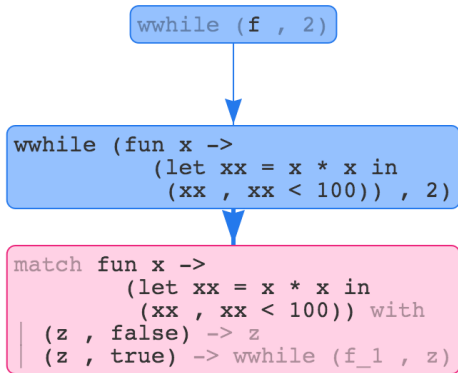 wwhile (f , 2)
wwhile (fun x ->
(let xx = x * x in
(xx , xx < 100)) , 2)
match fun x ->
(let xx = x * x in
(xx , xx < 100)) with
| (z , false) -> z
| (z , true) -> wwhile (f_1 , z)